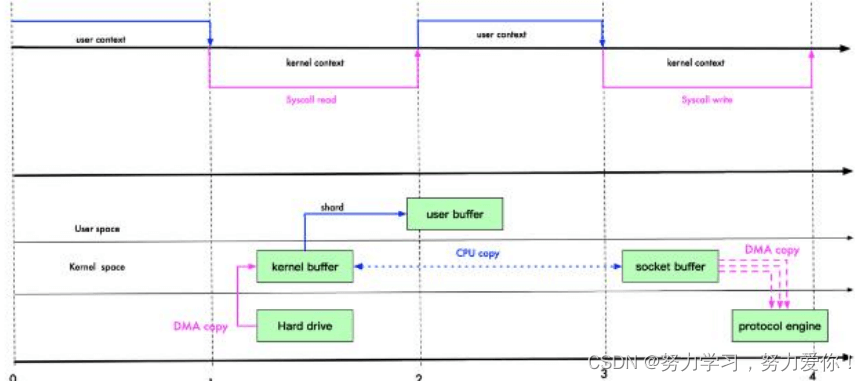 user context
user context
kernel context
kernel context
Syscall read
Syscall write
shard
user buffer
User space
DMA copy
CPU copy
Kernel space
kernel buffer
socket buffer
DMA copy
Hard drive
protocol engine
CSDN @努力学习,努力爱你!
0
1
2
3
4